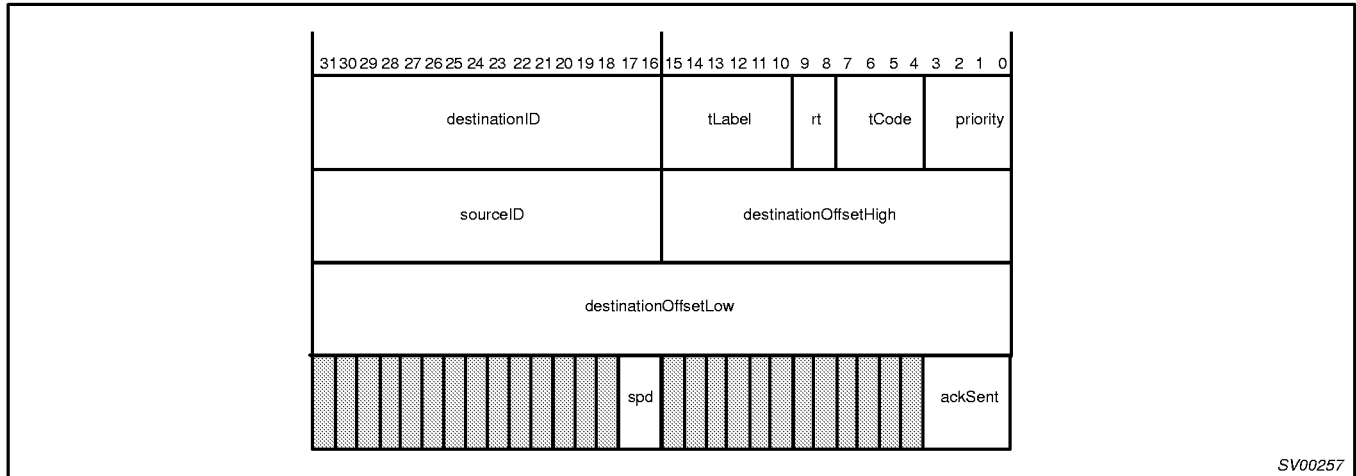 31 30 29 28 27 26 25 24 23 22 21 20 19 18 17 16 15 14 13 12 11 10 9 8 7 6 5 4 3 2 1 0
destinationID tLabel rt tCode priority
sourceID destinationOffsetHigh
destinationOffsetLow
spd ackSent
SV00257